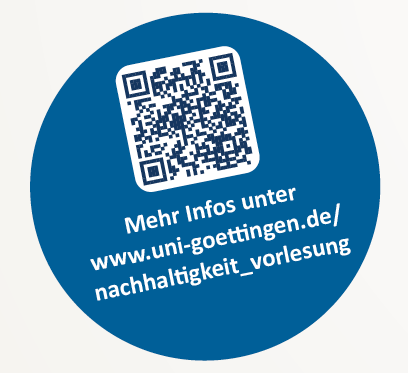 Mehr Infos unter
www.uni-goettingen.de/
nachhaltigkeit_vorlesung